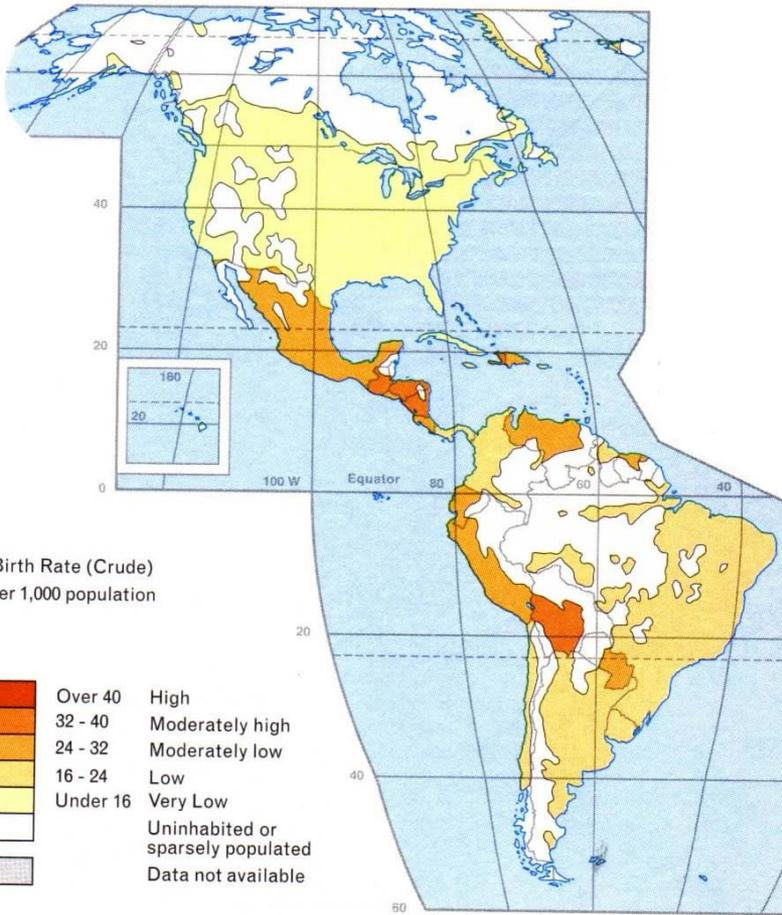 40
20
160
20
0
100 W
Equator
80
60
40
Birth Rate (Crude)
er 1,000 population
20
Over 40 High
32 - 40 Moderately high
24 - 32 Moderately low
16 - 24 Low
Under 16 Very Low
Uninhabited or
sparsely populated
Data not available
40
60